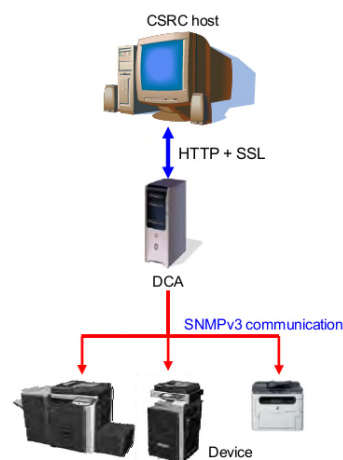 CSRC host
HTTP + SSL
DCA
SNMPv3 communication
Device